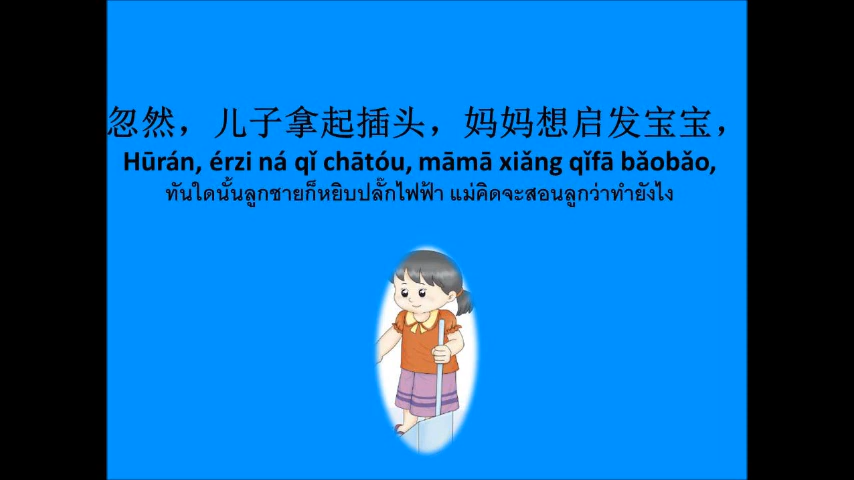 忽然，儿子拿起插头，妈妈想启发宝宝，
Hūrán, érzi ná qǐ chātóu, māmā xiǎng qǐfā bǎobǎo,
ทันใดนั้นลูกชายก็หยิบปลั๊กไฟฟ้า แม่คิดจะสอนลูกว่าทำยังไง